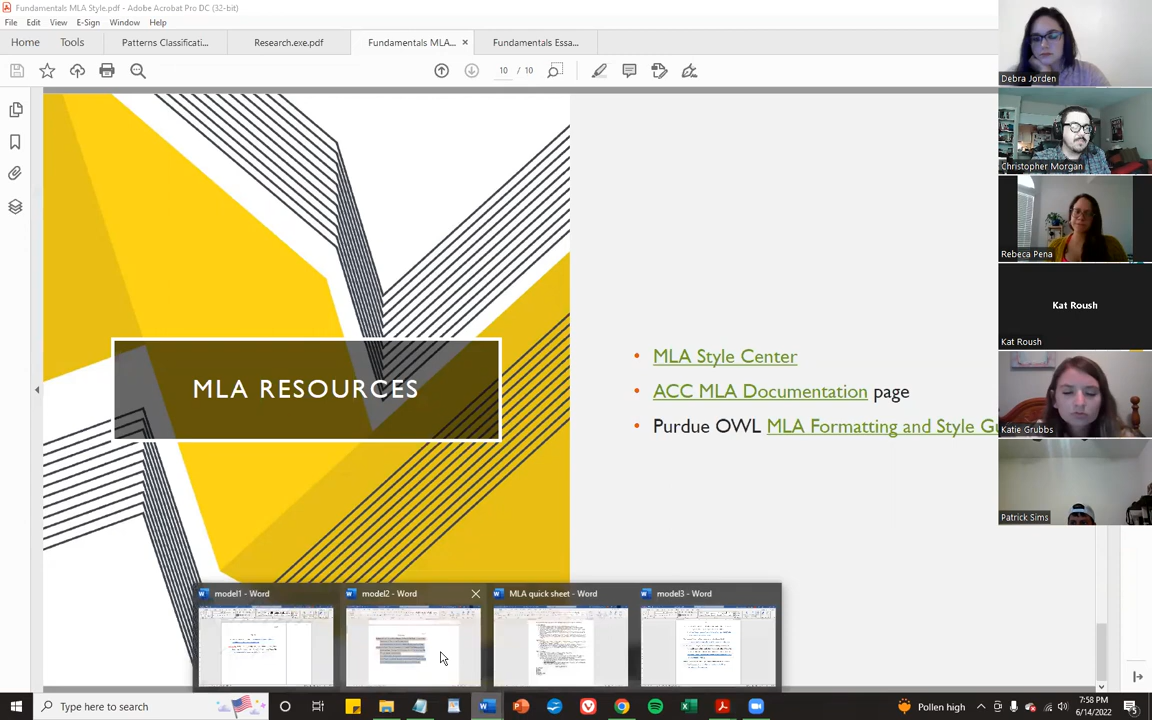 Fundamentals MLA Style.pdf - Adobe Acrobat Pro DC (32-bit)
File Edit View E-Sign Window Help
Home Tools Patterns Classificati... Research.exe.pdf Fundamentals MLA... Fundamentals Essa...
10 / 10
MLA RESOURCES
• MLA Style Center
• ACC MLA Documentation page
• Purdue OWL MLA Formatting and Style Gu
Debra Jorden
Christopher Morgan
Rebeca Pena
Kat Roush
Kat Roush
Katie Grubbs
Patrick Sims
model1 - Word model2 - Word MLA quick sheet - Word model3 - Word
Type here to search
Pollen high
7:58 PM
6/14/2022
5